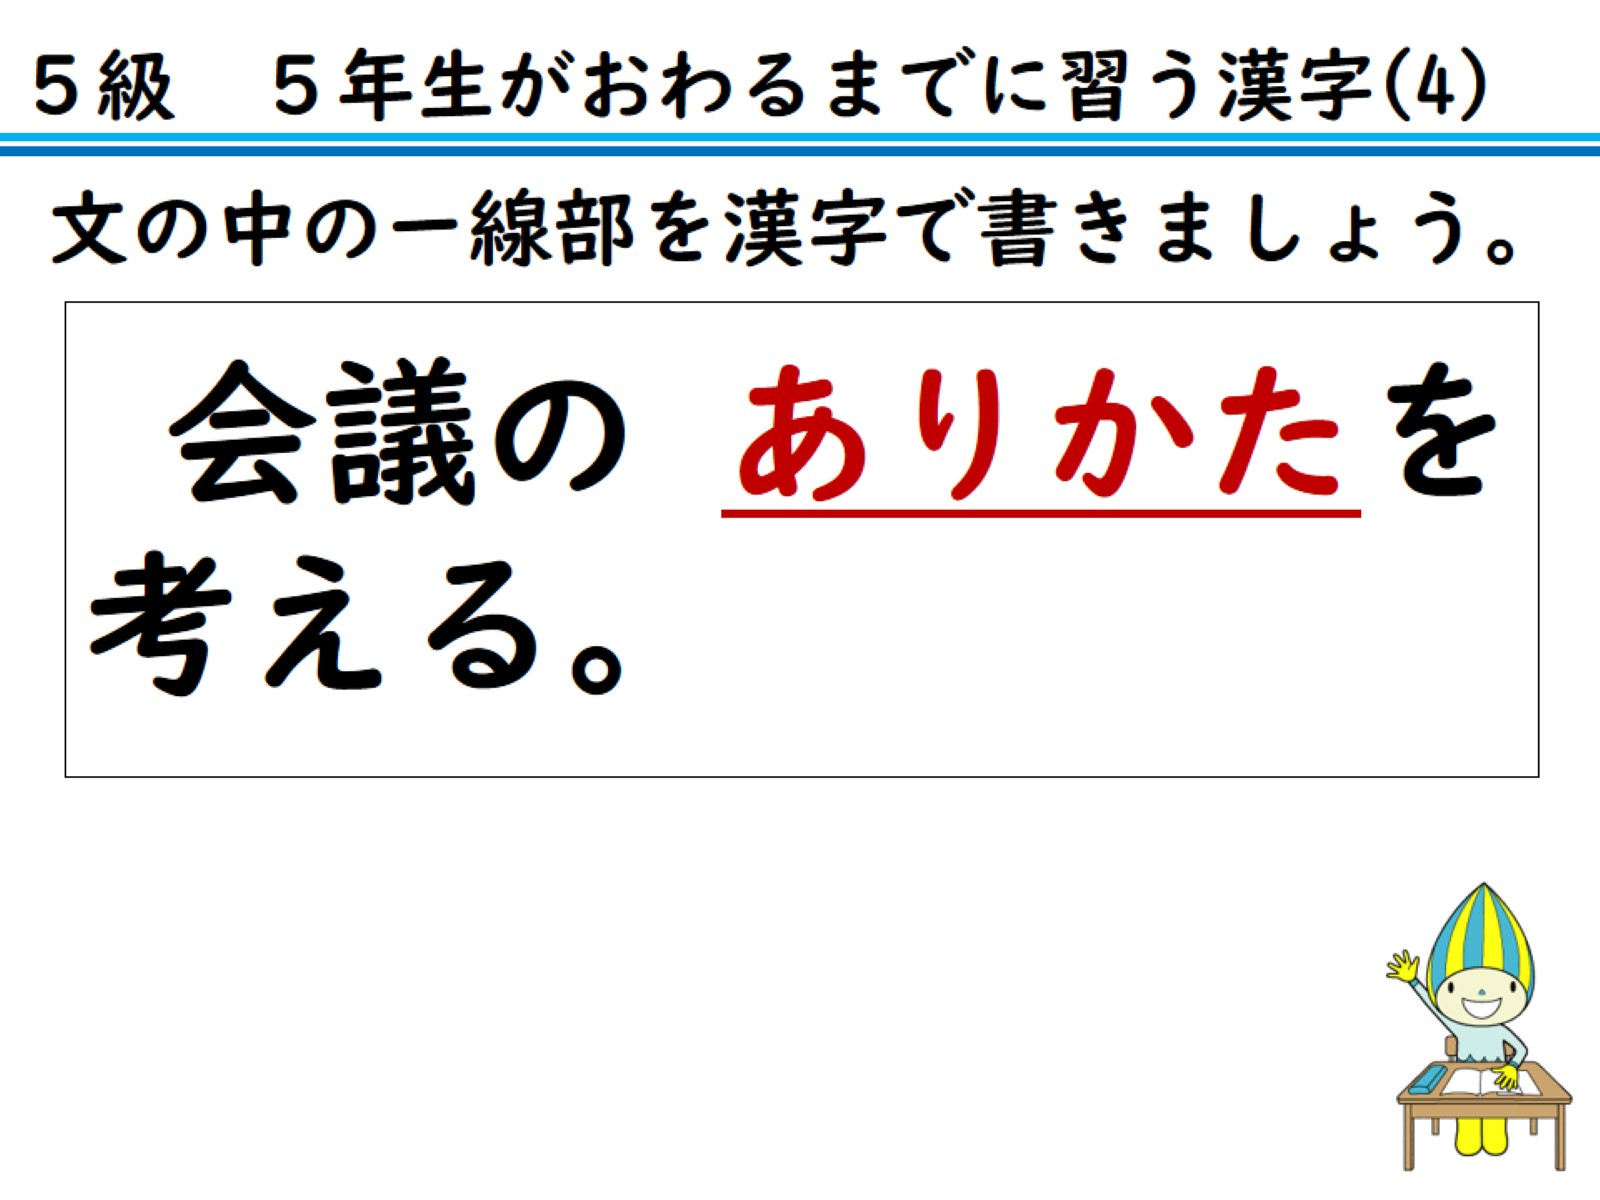 ５級　５年生がおわるまでに習う漢字(4)
文の中の一線部を漢字で書きましょう。
会議の ありかた を
考える。